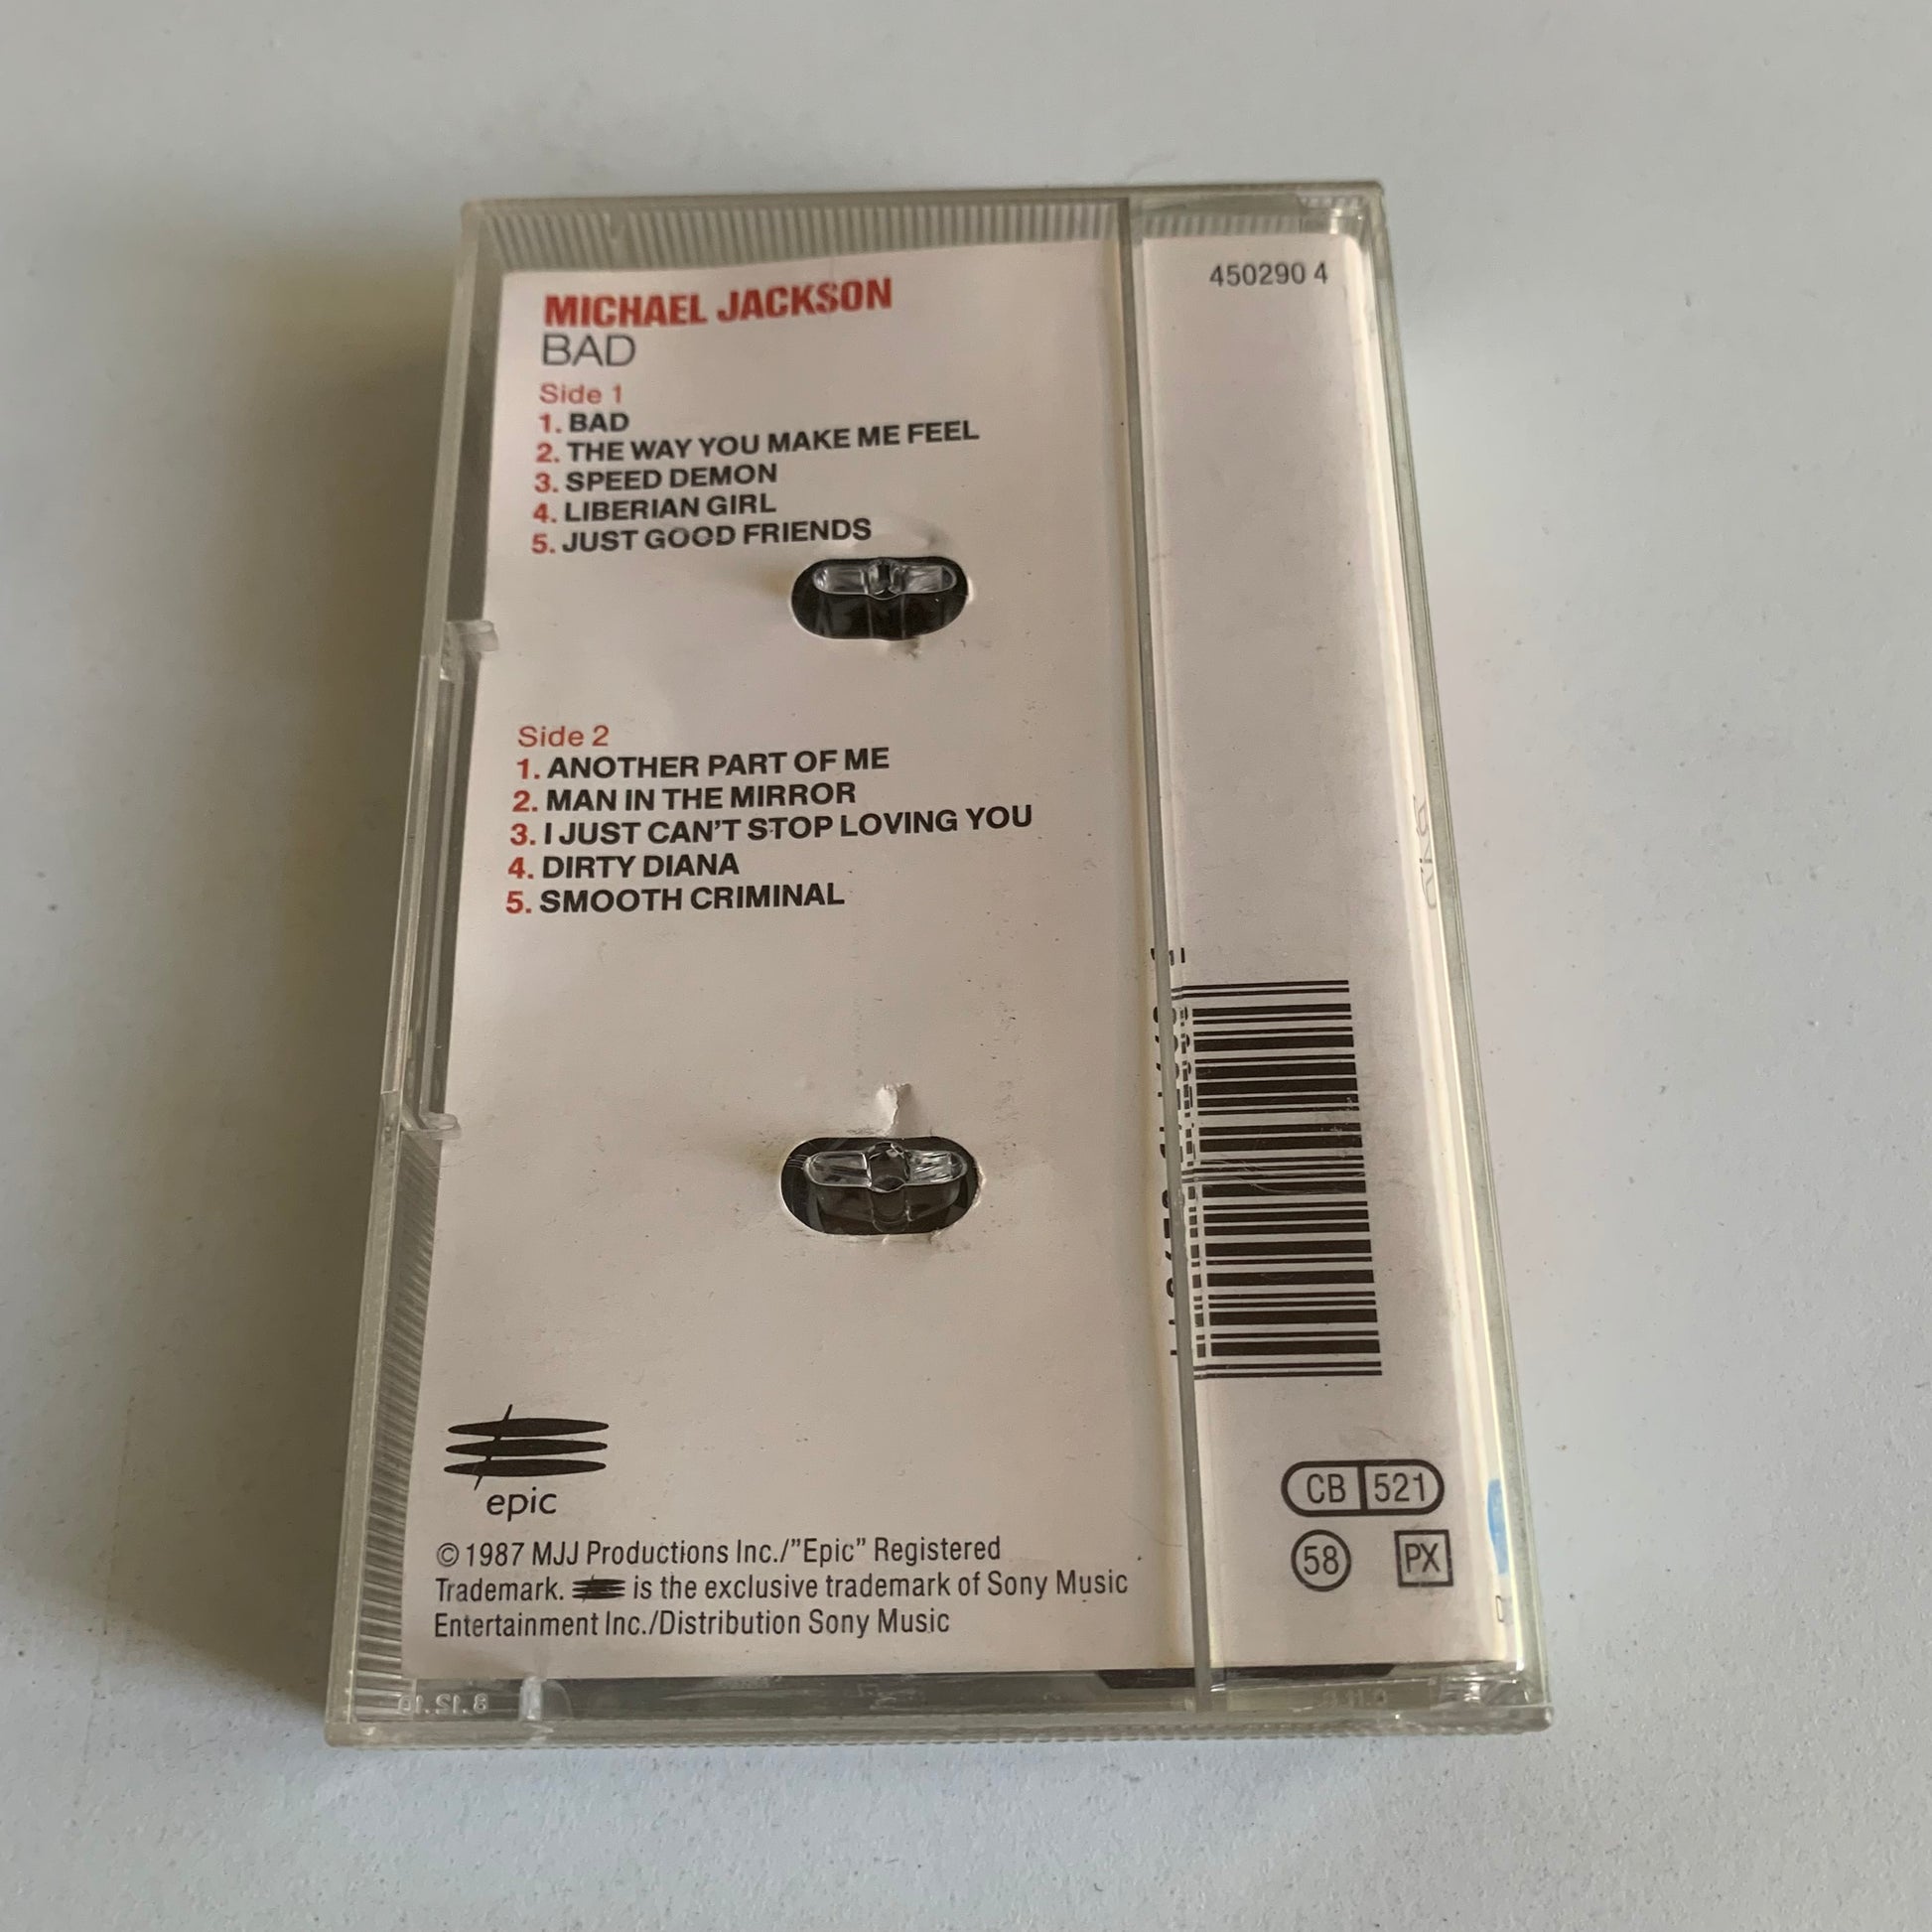 MICHAEL JACKSON
BAD
Side 1
1. BAD
2. THE WAY YOU MAKE ME FEEL
3. SPEED DEMON
4. LIBERIAN GIRL
5. JUST GOOD FRIENDS
Side 2
1. ANOTHER PART OF ME
2. MAN IN THE MIRROR
3. I JUST CAN'T STOP LOVING YOU
4. DIRTY DIANA
5. SMOOTH CRIMINAL
epic
© 1987 MJJ Productions Inc./"Epic" Registered
Trademark. is the exclusive trademark of Sony Music
Entertainment Inc./Distribution Sony Music
450290 4
BAD
CB 521
58 PX